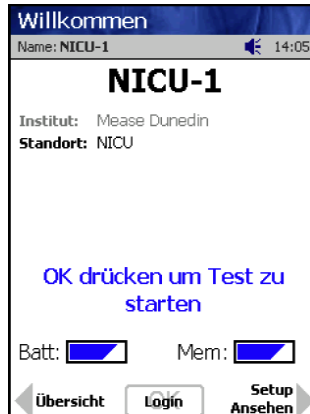 Willkommen
Name: NICU-1 14:05
NICU-1
Institut: Mease Dunedin
Standort: NICU
OK drücken um Test zu
starten
Batt: Mem:
Übersicht Login Setup
Ansehen